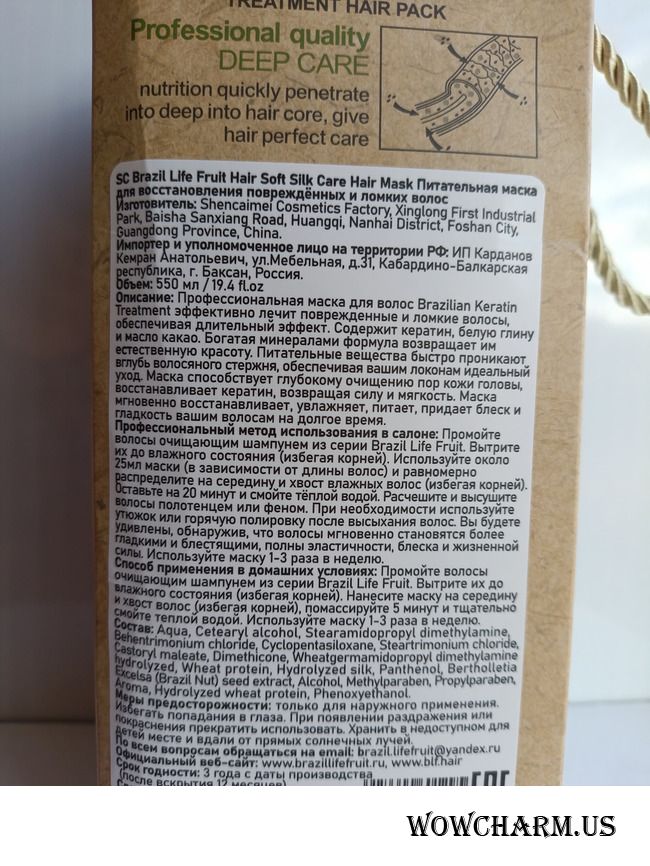 TREATMENT HAIR PACK
Professional quality
DEEP CARE
nutrition quickly penetrate
into deep into hair core, give
hair perfect care
SC Brazil Life Fruit Hair Soft Silk Care Hair Mask Питательная маска
для восстановления повреждённых и ломких волос
Изготовитель: Shencaimei Cosmetics Factory, Xinglong First Industrial
Park, Baisha Sanxiang Road, Huangqi, Nanhai District, Foshan City,
Guangdong Province, China.
Импортер и уполномоченное лицо на территории РФ: ИП Карданов
Кемран Анатольевич, ул.Мебельная, д.31, Кабардино-Балкарская
республика, г. Баксан, Россия.
Объем: 550 мл / 19.4 fl.oz
Описание: Профессиональная маска для волос Brazilian Keratin
Treatment эффективно лечит поврежденные и ломкие волосы,
обеспечивая длительный эффект. Содержит кератин, белую глину
и масло какао. Богатая минералами формула возвращает им
естественную красоту. Питательные вещества быстро проникают
вглубь волосяного стержня, обеспечивая вашим локонам идеальный
уход. Маска способствует глубокому очищению пор кожи головы,
восстанавливает кератин, возвращая силу и мягкость. Маска
мгновенно восстанавливает, увлажняет, питает, придает блеск и
гладкость вашим волосам на долгое время.
Профессиональный метод использования в салоне: Промойте
волосы очищающим шампунем из серии Brazil Life Fruit. Вытрите
их до влажного состояния (избегая корней). Используйте около
25мл маски (в зависимости от длины волос) и равномерно
распределите на середину и хвост влажных волос (избегая корней).
Оставьте на 20 минут и смойте тёплой водой. Расчешите и высушите
волосы полотенцем или феном. При необходимости используйте
утюжок или горячую полировку после высыхания волос. Вы будете
удивлены, обнаружив, что волосы мгновенно становятся более
гладкими и блестящими, полны эластичности, блеска и жизненной
силы. Используйте маску 1-3 раза в неделю.
Способ применения в домашних условиях: Промойте волосы
очищающим шампунем из серии Brazil Life Fruit. Вытрите их до
влажного состояния (избегая корней). Нанесите маску на середину
и хвост волос (избегая корней), помассируйте 5 минут и тщательно
смойте теплой водой. Используйте маску 1-3 раза в неделю.
Состав: Aqua, Cetearyl alcohol, Stearamidopropyl dimethylamine,
Behentrimonium chloride, Cyclopentasiloxane, Steartrimonium chloride,
Castoryl maleate, Dimethicone, Wheatgermamidopropyl dimethylamine
hydrolyzed, Wheat protein, Hydrolyzed silk, Panthenol, Bertholletia
Excelsa (Brazil Nut) seed extract, Alcohol, Methylparaben, Propylparaben,
Aroma, Hydrolyzed wheat protein, Phenoxyethanol.
Меры предосторожности: только для наружного применения.
Избегать попадания в глаза. При появлении раздражения или
покраснения прекратить использовать. Хранить в недоступном для
детей месте и вдали от прямых солнечных лучей.
По всем вопросам обращаться на email: brazil.lifefruit@yandex.ru
Официальный веб-сайт: www.brazillifefruit.ru, www.blf.hair
Срок годности: 3 года с даты производства
(после вскрытия 12 месяцев)
WOWCHARM.US